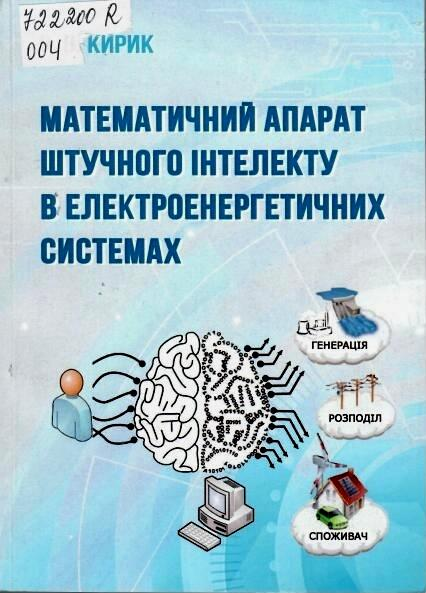 722200 R
004
КИРИК
МАТЕМАТИЧНИЙ АПАРАТ
ШТУЧНОГО ІНТЕЛЕКТУ
В ЕЛЕКТРОЕНЕРГЕТИЧНИХ
СИСТЕМАХ
ГЕНЕРАЦІЯ
РОЗПОДІЛ
СПОЖИВАЧ